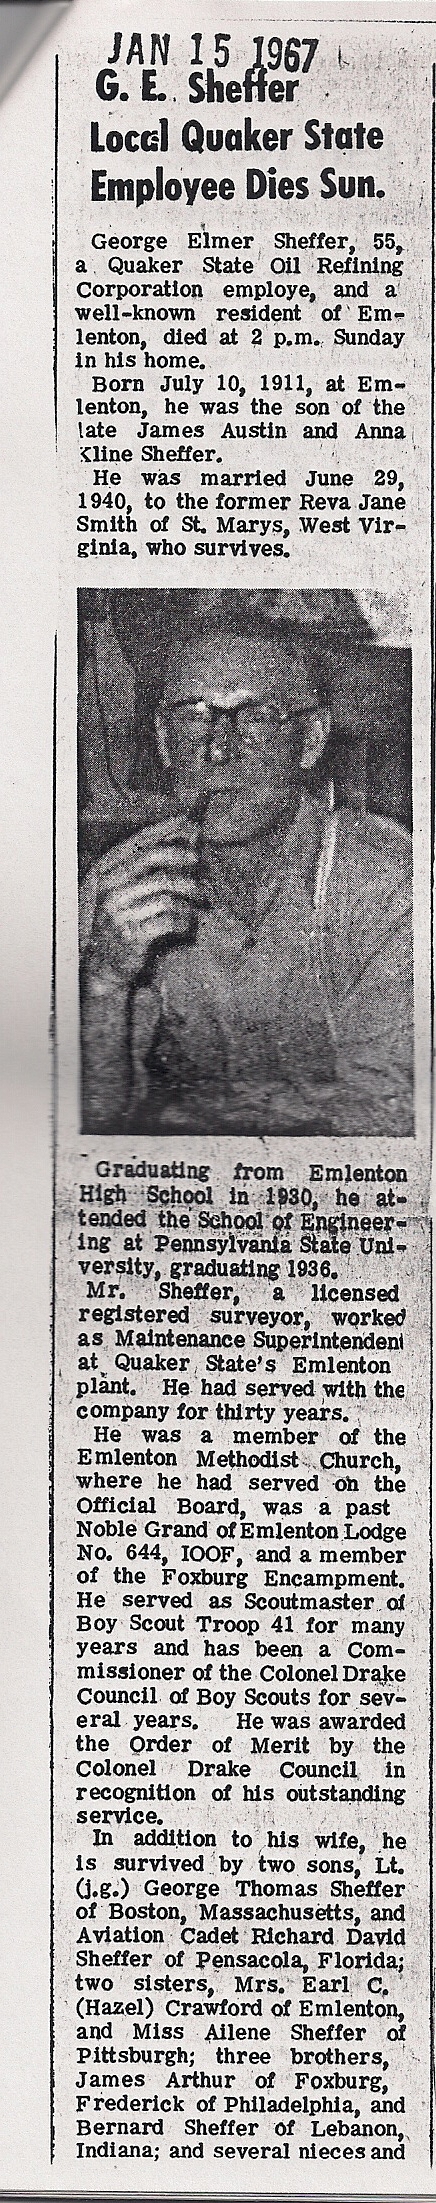 JAN 15 1967
G. E. Sheffer
Local Quaker State
Employee Dies Sun.
George Elmer Sheffer, 55,
a Quaker State Oil Refining
Corporation employe, and a
well-known resident of Em-
lenton, died at 2 p.m. Sunday
in his home.
Born July 10, 1911, at Em-
lenton, he was the son of the
late James Austin and Anna
Kline Sheffer.
He was married June 29,
1940, to the former Reva Jane
Smith of St. Marys, West Vir-
ginia, who survives.
Graduating from Emlenton
High School in 1930, he at-
tended the School of Engineer-
ing at Pennsylvania State Uni-
versity, graduating 1936.
Mr. Sheffer, a licensed
registered surveyor, worked
as Maintenance Superintendent
at Quaker State's Emlenton
plant. He had served with the
company for thirty years.
He was a member of the
Emlenton Methodist Church,
where he had served on the
Official Board, was a past
Noble Grand of Emlenton Lodge
No. 644, IOOF, and a member
of the Foxburg Encampment.
He served as Scoutmaster of
Boy Scout Troop 41 for many
years and has been a Com-
missioner of the Colonel Drake
Council of Boy Scouts for sev-
eral years. He was awarded
the Order of Merit by the
Colonel Drake Council in
recognition of his outstanding
service.
In addition to his wife, he
is survived by two sons, Lt.
(j.g.) George Thomas Sheffer
of Boston, Massachusetts, and
Aviation Cadet Richard David
Sheffer of Pensacola, Florida;
two sisters, Mrs. Earl C.
(Hazel) Crawford of Emlenton,
and Miss Ailene Sheffer of
Pittsburgh; three brothers,
James Arthur of Foxburg,
Frederick of Philadelphia, and
Bernard Sheffer of Lebanon,
Indiana; and several nieces and